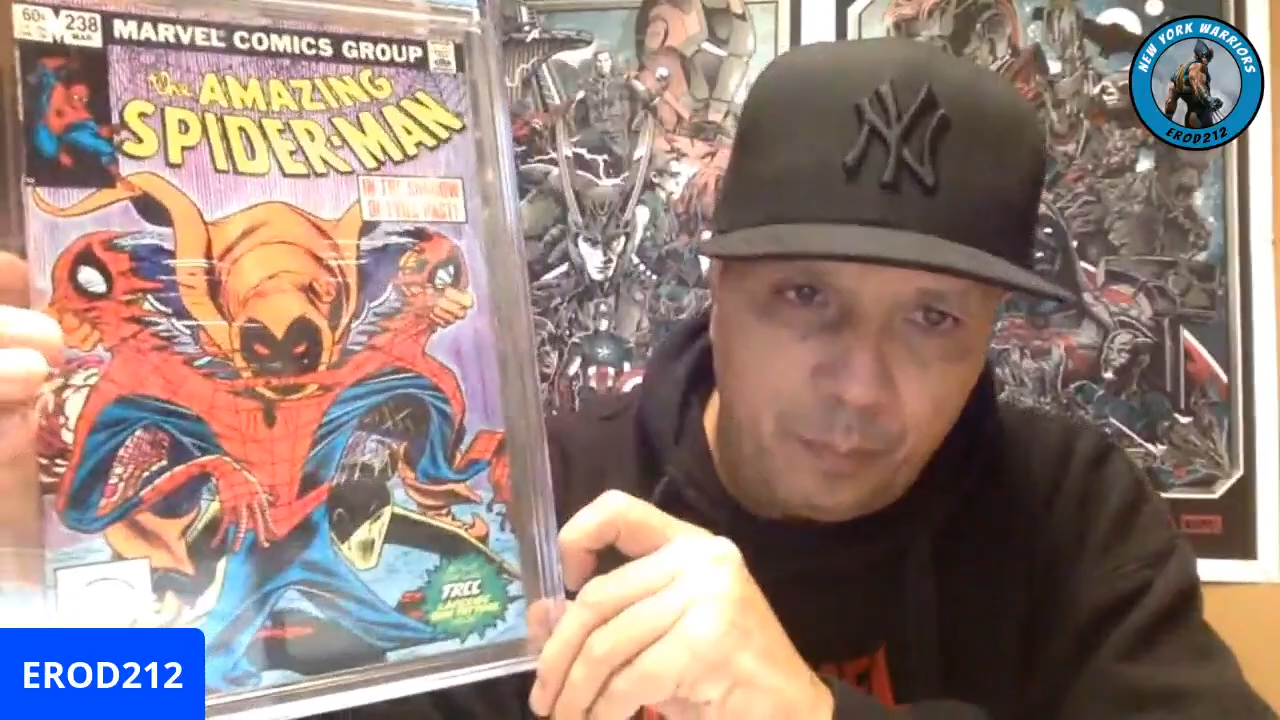 60¢
238
MAR
MARVEL COMICS GROUP
the AMAZING
SPIDER-MAN
IN THE SHADOW
OF EVILS PAST!
FREE
NY
NEW YORK WARRIORS
EROD212
EROD212